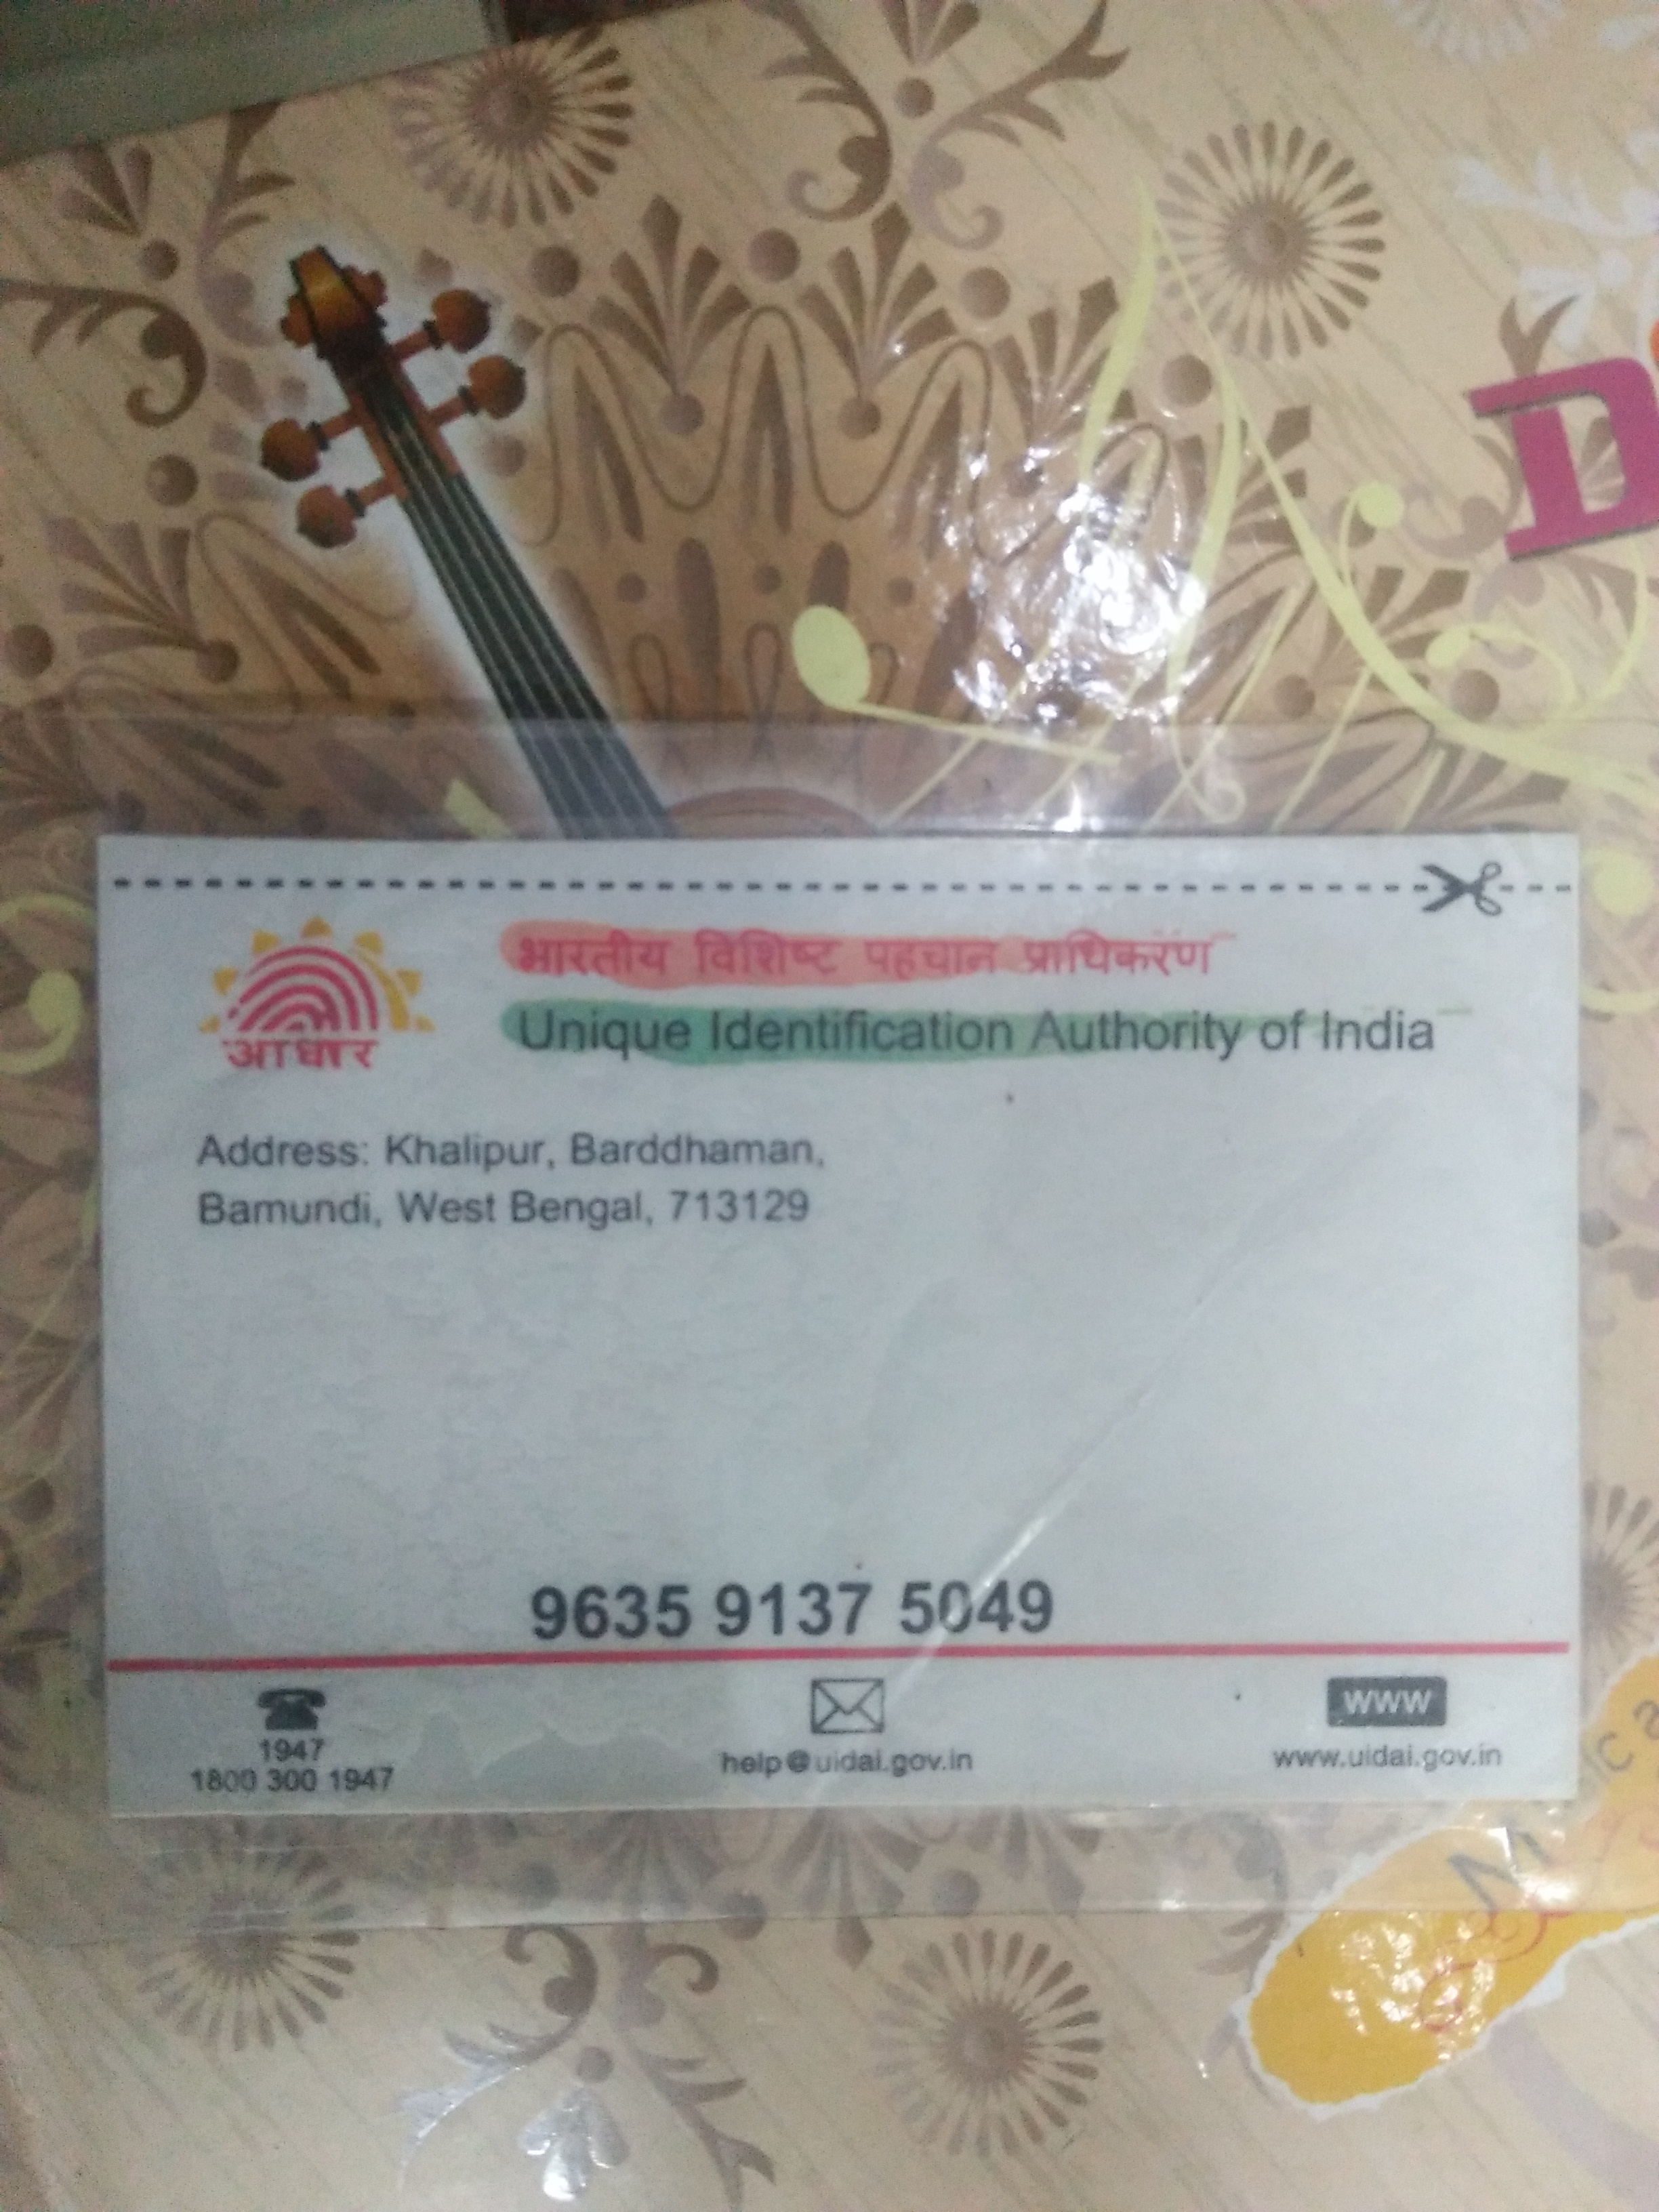 D
भारतीय विशिष्ट पहचान प्राधिकरण
Unique Identification Authority of India
आधार
Address: Khalipur, Barddhaman,
Bamundi, West Bengal, 713129
9635 9137 5049
1947
1800 300 1947
help@uidai.gov.in
www
www.uidai.gov.in